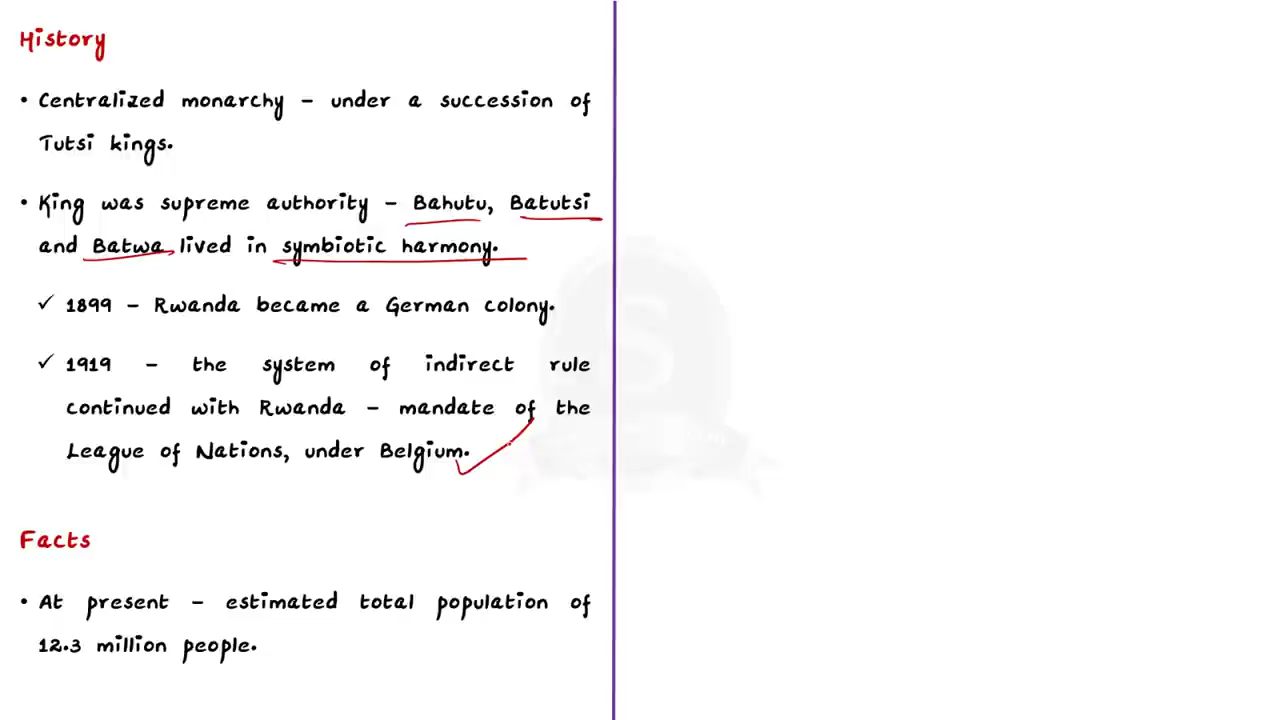 History
• Centralized monarchy – under a succession of
Tutsi kings.
• King was supreme authority – Bahutu, Batutsi
and Batwa lived in symbiotic harmony.
✓ 1899 – Rwanda became a German colony.
✓ 1919 – the system of indirect rule
continued with Rwanda – mandate of the
League of Nations, under Belgium.
Facts
• At present – estimated total population of
12.3 million people.